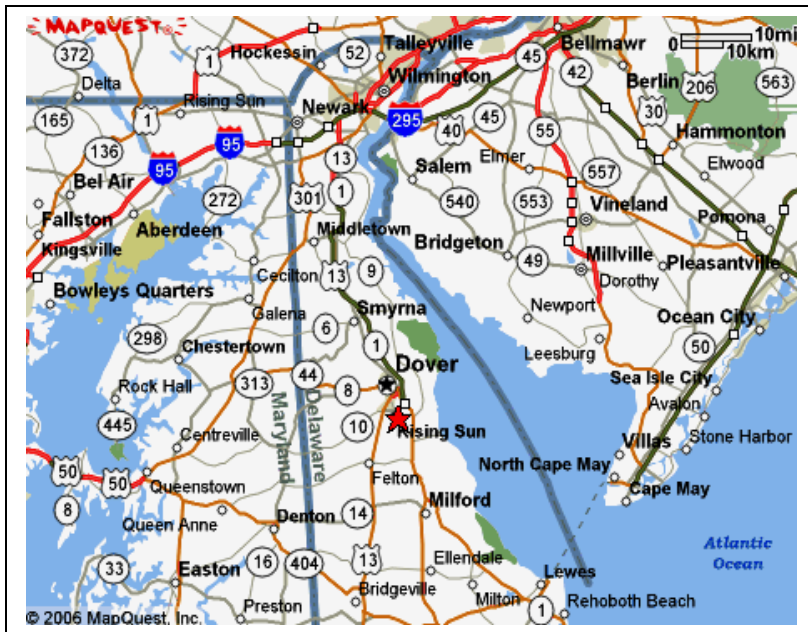 MAPQUEST
10mi
0
10km
372
1
Hockessin
52
Talleyville
45
Bellmawr
Delta
Wilmington
42
Berlin
563
Rising Sun
Newark
206
165
1
295
45
30
40
Hammonton
136
95
13
55
95
Salem
Elmer
557
Elwood
Bel Air
272
1
301
540
553
Vineland
Fallston
Aberdeen
Middletown
Pomona
Kingsville
Bridgeton
Millville
49
Cecilton
13
9
Dorothy
Pleasantville
Bowleys Quarters
Galena
Newport
Smyrna
Ocean City
298
6
1
Leesburg
50
Chestertown
Dover
Rock Hall
313
44
8
Sea Isle City
Maryland
Delaware
445
10
Rising Sun
Avalon
Centreville
Villas
Stone Harbor
50
50
Felton
North Cape May
Queenstown
Cape May
8
Queen Anne
14
Milford
Denton
Atlantic
Ocean
33
Easton
16
404
13
Ellendale
Lewes
Bridgeville
Milton
Preston
1
Rehoboth Beach
© 2006 MapQuest, Inc.